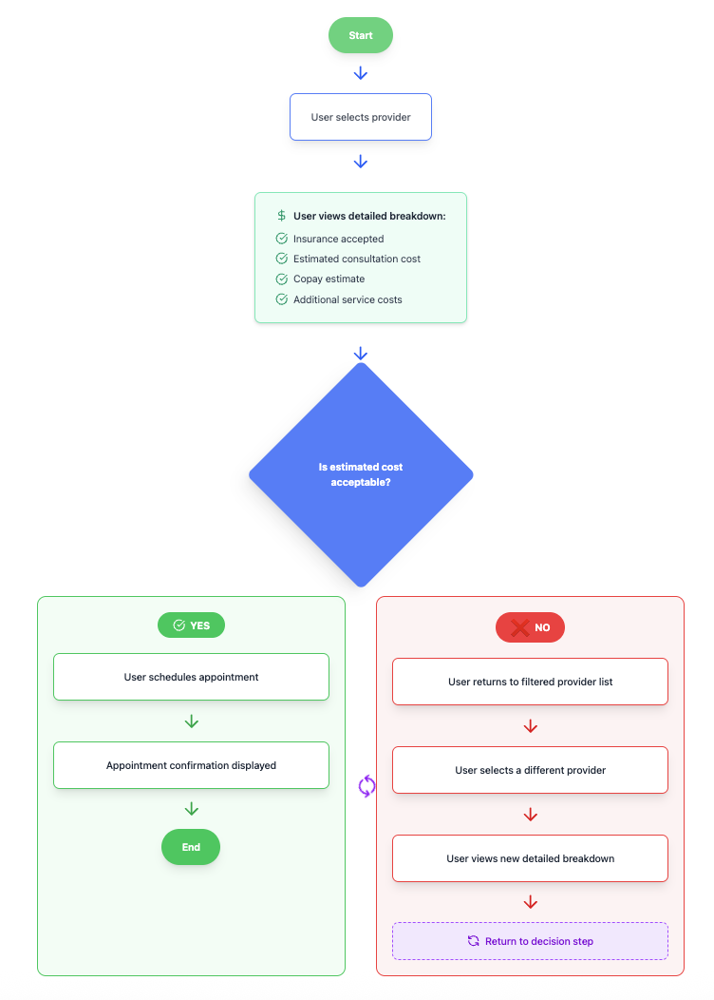 Start
User selects provider
User views detailed breakdown:
Insurance accepted
Estimated consultation cost
Copay estimate
Additional service costs
Is estimated cost
acceptable?
YES
User schedules appointment
Appointment confirmation displayed
End
NO
User returns to filtered provider list
User selects a different provider
User views new detailed breakdown
Return to decision step